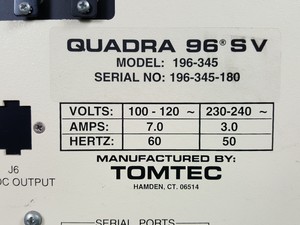 QUADRA 96® SV
MODEL: 196-345
SERIAL NO: 196-345-180
VOLTS: 100 - 120 ~ 230-240 ~
AMPS: 7.0 3.0
HERTZ: 60 50
MANUFACTURED BY:
TOMTEC
HAMDEN, CT. 06514
J6
DC OUTPUT
SERIAL PORTS